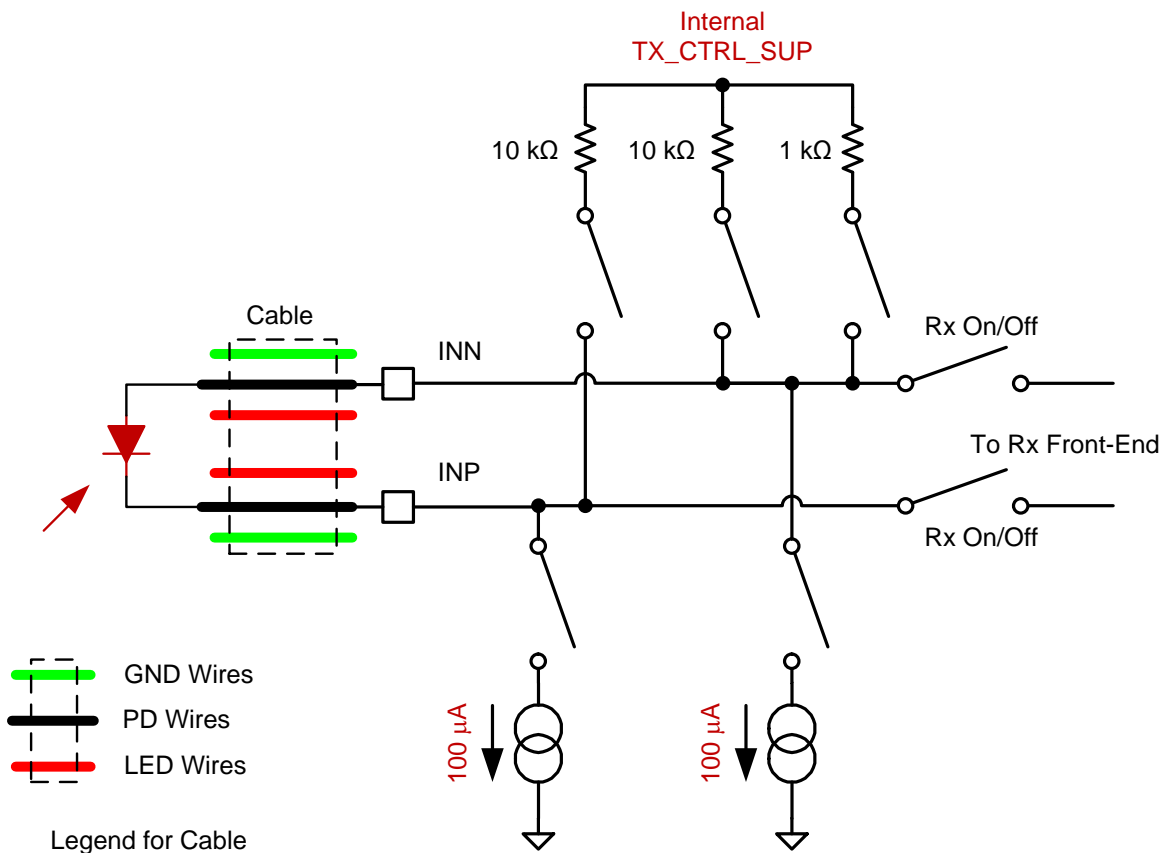 Internal
TX_CTRL_SUP
10 kΩ
10 kΩ
1 kΩ
Cable
INN
Rx On/Off
To Rx Front-End
INP
Rx On/Off
GND Wires
PD Wires
LED Wires
100 µA
100 µA
Legend for Cable